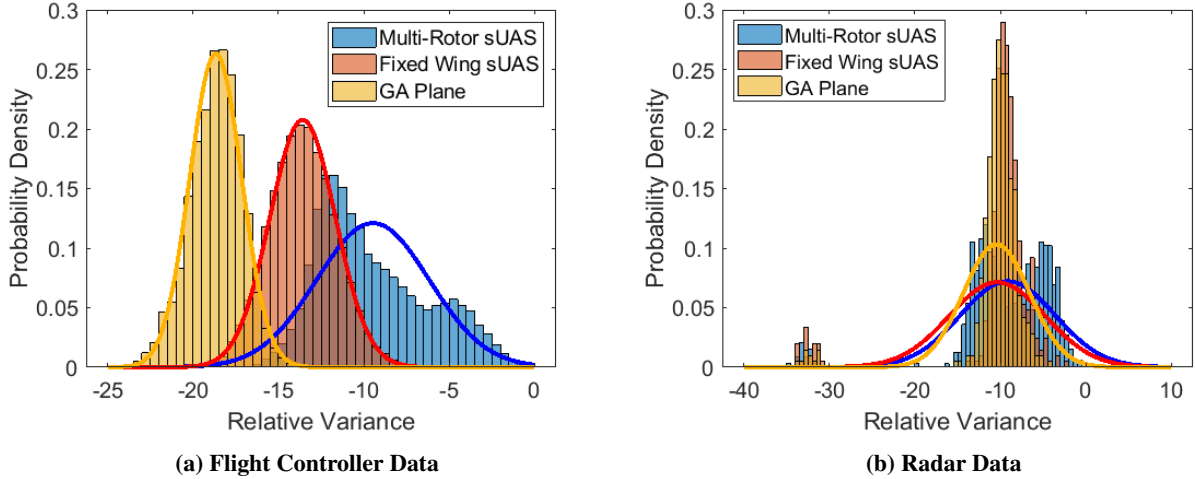 Multi-Rotor sUAS
Fixed Wing sUAS
GA Plane
0.3
0.25
0.2
0.15
0.1
0.05
0
Probability Density
-25 -20 -15 -10 -5 0
Relative Variance
(a) Flight Controller Data
Multi-Rotor sUAS
Fixed Wing sUAS
GA Plane
0.3
0.25
0.2
0.15
0.1
0.05
0
Probability Density
-40 -30 -20 -10 0 10
Relative Variance
(b) Radar Data